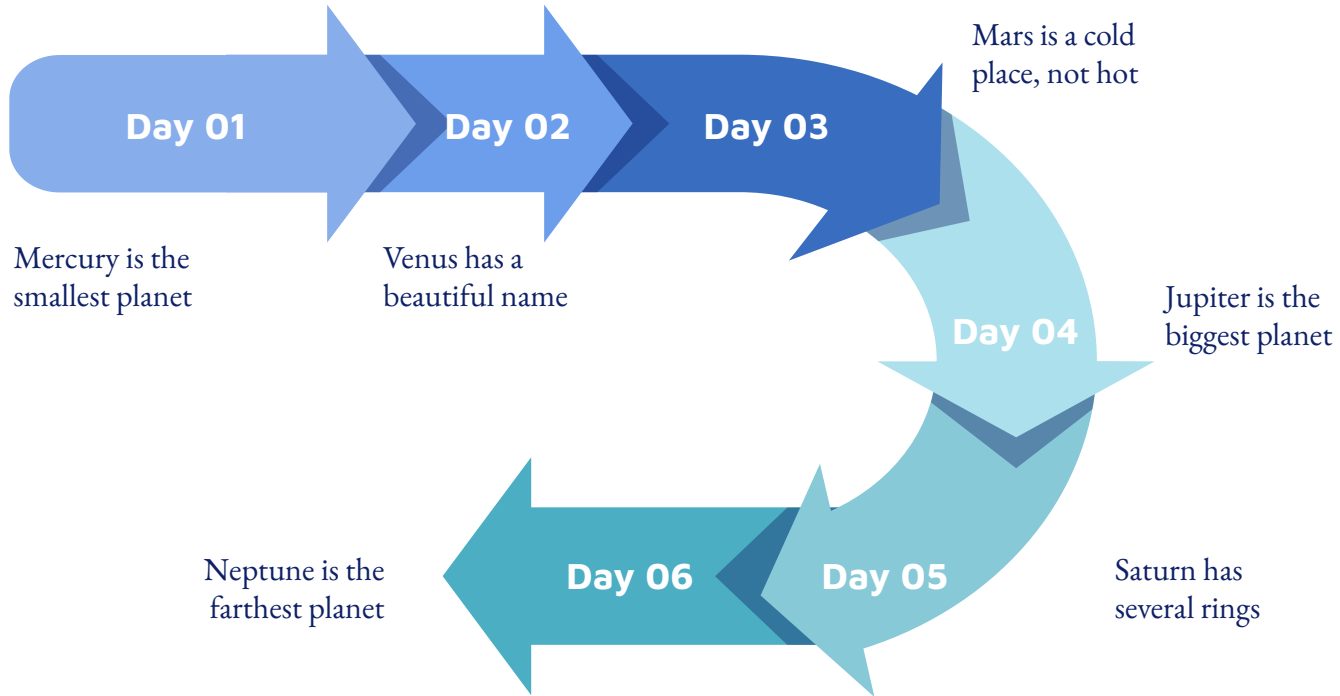 Day 01
Mercury is the
smallest planet
Day 02
Venus has a
beautiful name
Day 03
Mars is a cold
place, not hot
Day 04
Jupiter is the
biggest planet
Day 05
Saturn has
several rings
Day 06
Neptune is the
farthest planet